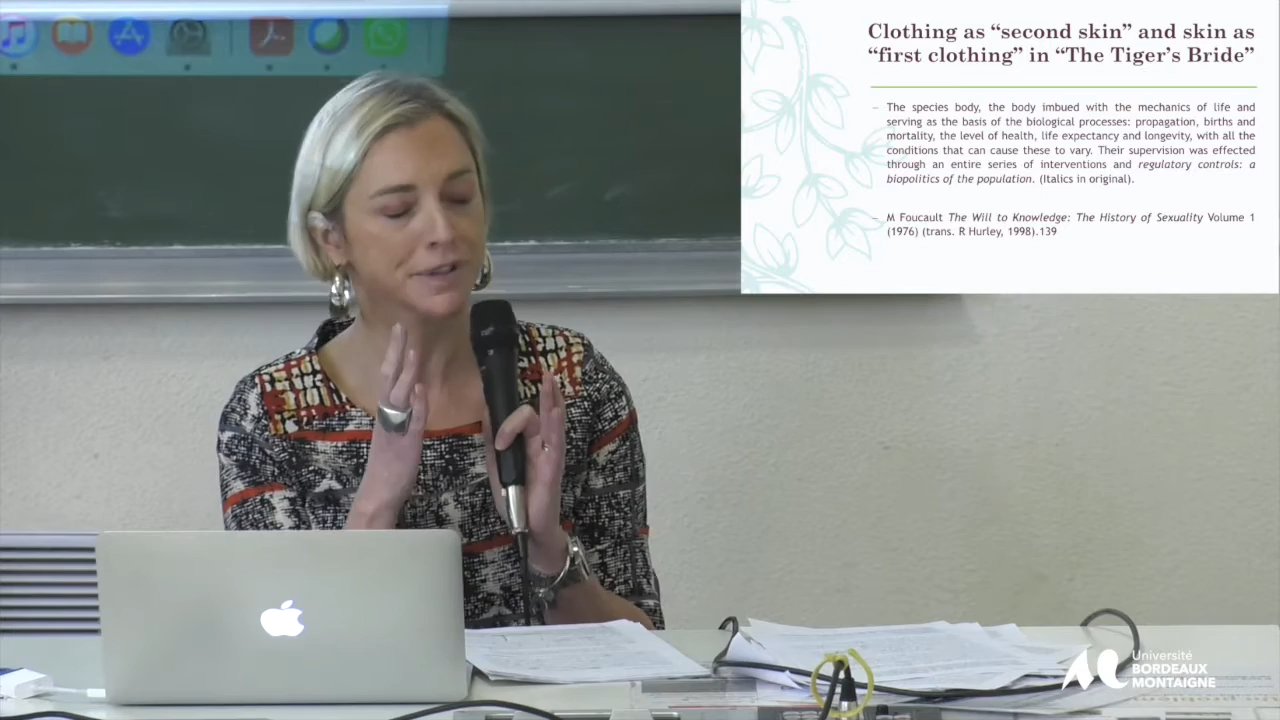 Clothing as “second skin” and skin as
“first clothing” in “The Tiger’s Bride”
– The species body, the body imbued with the mechanics of life and
serving as the basis of the biological processes: propagation, births and
mortality, the level of health, life expectancy and longevity, with all the
conditions that can cause these to vary. Their supervision was effected
through an entire series of interventions and regulatory controls: a
biopolitics of the population. (Italics in original).
– M Foucault The Will to Knowledge: The History of Sexuality Volume 1
(1976) (trans. R Hurley, 1998).139
Université
BORDEAUX
MONTAIGNE